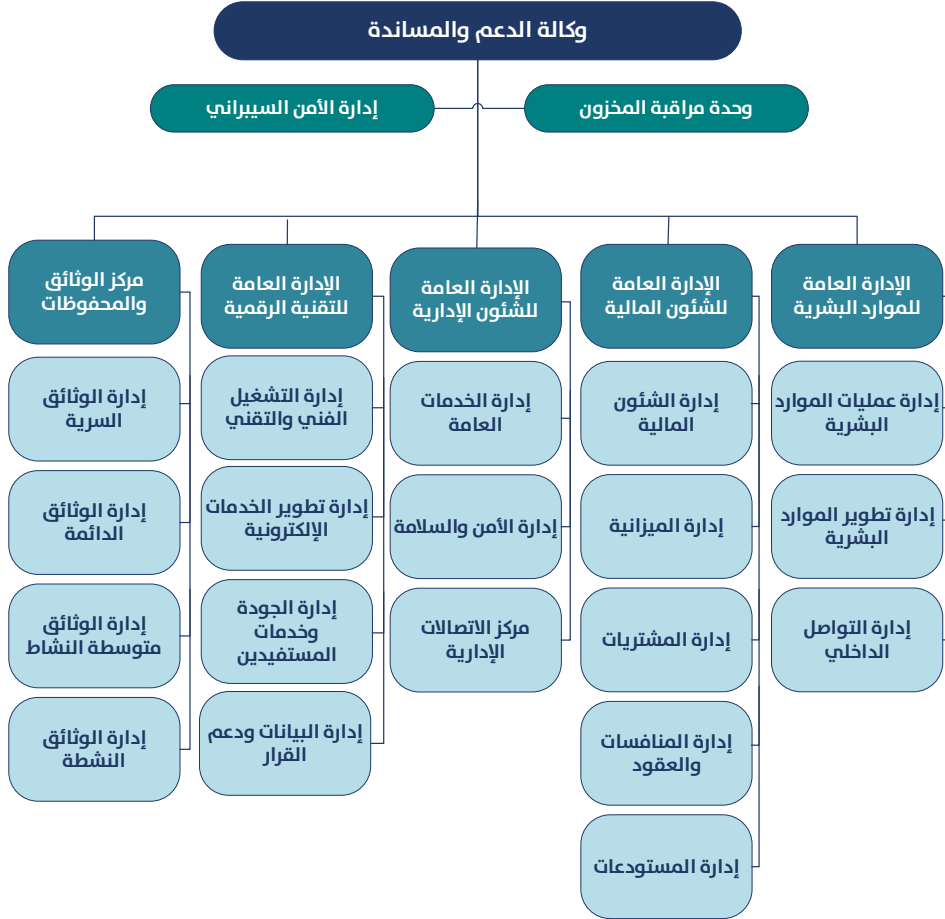 وكالة الدعم والمساندة
وحدة مراقبة المخزون
إدارة الأمن السيبراني
الإدارة العامة
للموارد البشرية
إدارة عمليات الموارد
البشرية
إدارة تطوير الموارد
البشرية
إدارة التواصل
الداخلي
الإدارة العامة
للشئون المالية
إدارة الشئون
المالية
إدارة الميزانية
إدارة المشتريات
إدارة المنافسات
والعقود
إدارة المستودعات
الإدارة العامة
للشئون الإدارية
إدارة الخدمات
العامة
إدارة الأمن والسلامة
مركز الاتصالات
الإدارية
الإدارة العامة
للتقنية الرقمية
إدارة التشغيل
الفني والتقني
إدارة تطوير الخدمات
الإلكترونية
إدارة الجودة
وخدمات
المستفيدين
إدارة البيانات ودعم
القرار
مركز الوثائق
والمحفوظات
إدارة الوثائق
السرية
إدارة الوثائق
الدائمة
إدارة الوثائق
متوسطة النشاط
إدارة الوثائق
النشطة